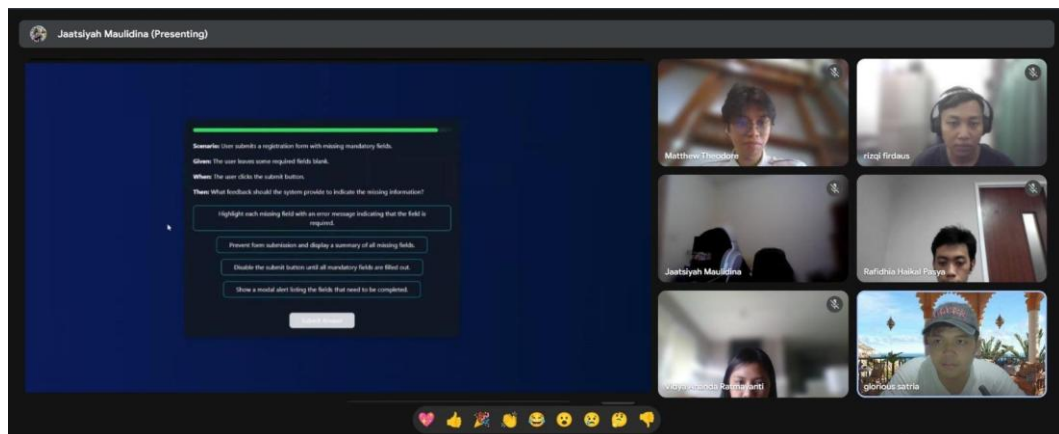 Jaatsiyah Maulidina (Presenting)
Scenario: User submits a registration form with missing mandatory fields.
Given: The user leaves some required fields blank.
When: The user clicks the submit button.
Then: What feedback should the system provide to indicate the missing information?
Highlight each missing field with an error message indicating that the field is
required.
Prevent form submission and display a summary of all missing fields.
Disable the submit button until all mandatory fields are filled out.
Show a modal alert listing the fields that need to be completed.
Matthew Theodore
rizqi firdaus
Jaatsiyah Maulidina
Rafidhia Haikal Pasya
Vidya Ananda Ratmayanti
glorious satria